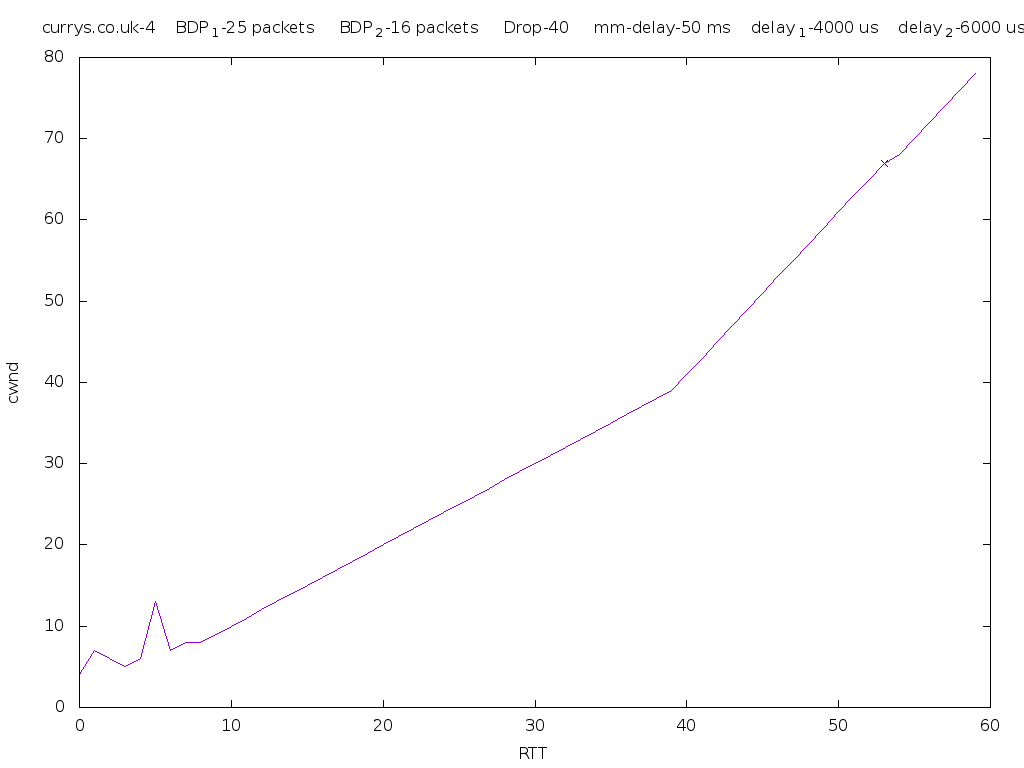 currys.co.uk-4 BDP1-25 packets BDP2-16 packets Drop-40 mm-delay-50 ms delay1-4000 us delay2-6000 us
80
70
60
50
40
30
20
10
0
cwnd
0 10 20 30 40 50 60
RTT